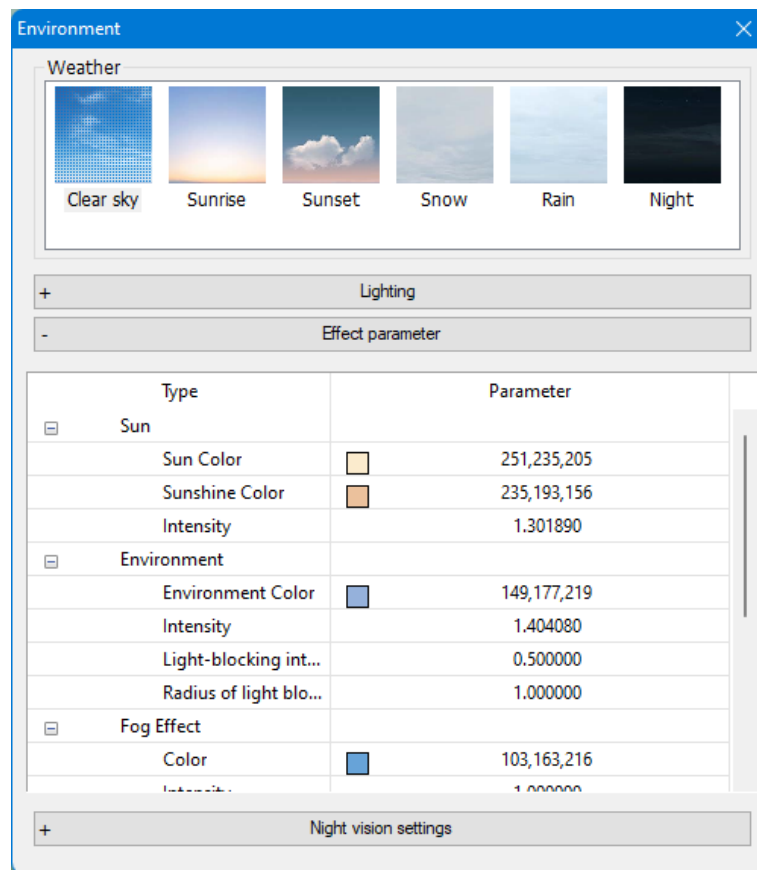 Environment
Weather
Clear sky Sunrise Sunset Snow Rain Night
+ Lighting
- Effect parameter
Type Parameter
Sun
Sun Color 251,235,205
Sunshine Color 235,193,156
Intensity 1.301890
Environment
Environment Color 149,177,219
Intensity 1.404080
Light-blocking int...
0.500000
Radius of light blo... 1.000000
Fog Effect
Color 103,163,216
Intensity 1.000000
+ Night vision settings